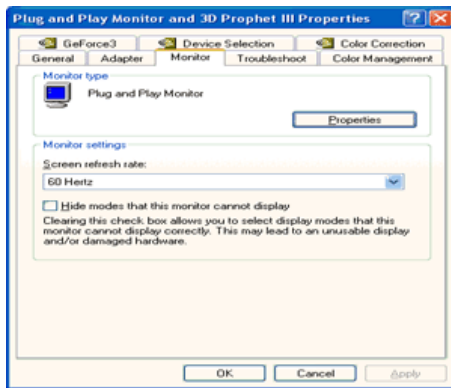 Plug and Play Monitor and 3D Prophet III Properties
GeForce3 Device Selection Color Correction
General Adapter Monitor Troubleshoot Color Management
Monitor type
Plug and Play Monitor
Properties
Monitor settings
Screen refresh rate:
60 Hertz
Hide modes that this monitor cannot display
Clearing this check box allows you to select display modes that this
monitor cannot display correctly. This may lead to an unusable display
and/or damaged hardware.
OK Cancel Apply